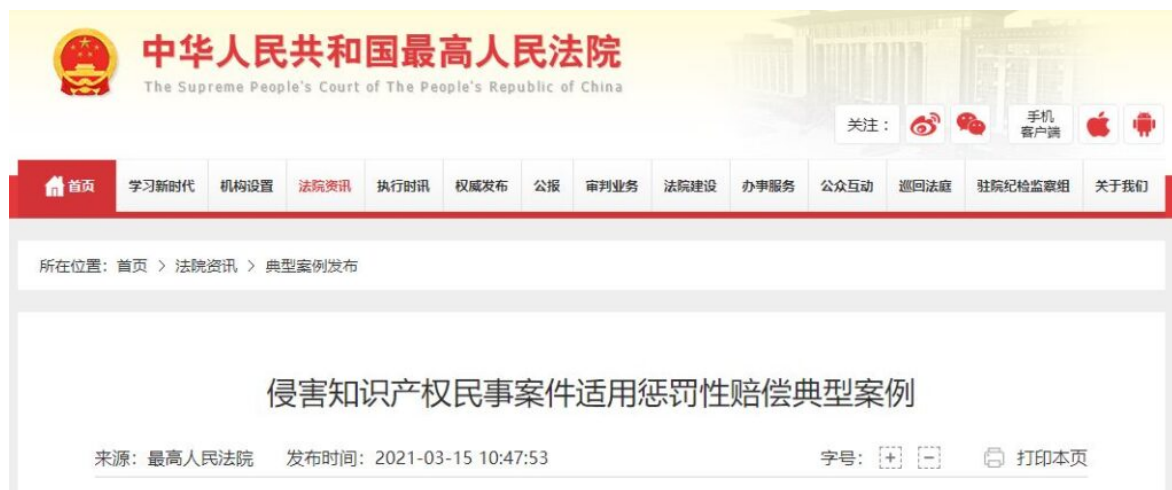 中华人民共和国最高人民法院
The Supreme People's Court of The People's Republic of China
关注：
手机
客户端
首页 学习新时代 机构设置 法院资讯 执行时讯 权威发布 公报 审判业务 法院建设 办事服务 公众互动 巡回法庭 驻院纪检监察组 关于我们
所在位置：首页 > 法院资讯 > 典型案例发布
侵害知识产权民事案件适用惩罚性赔偿典型案例
来源：最高人民法院 发布时间：2021-03-15 10:47:53 字号： + - 打印本页